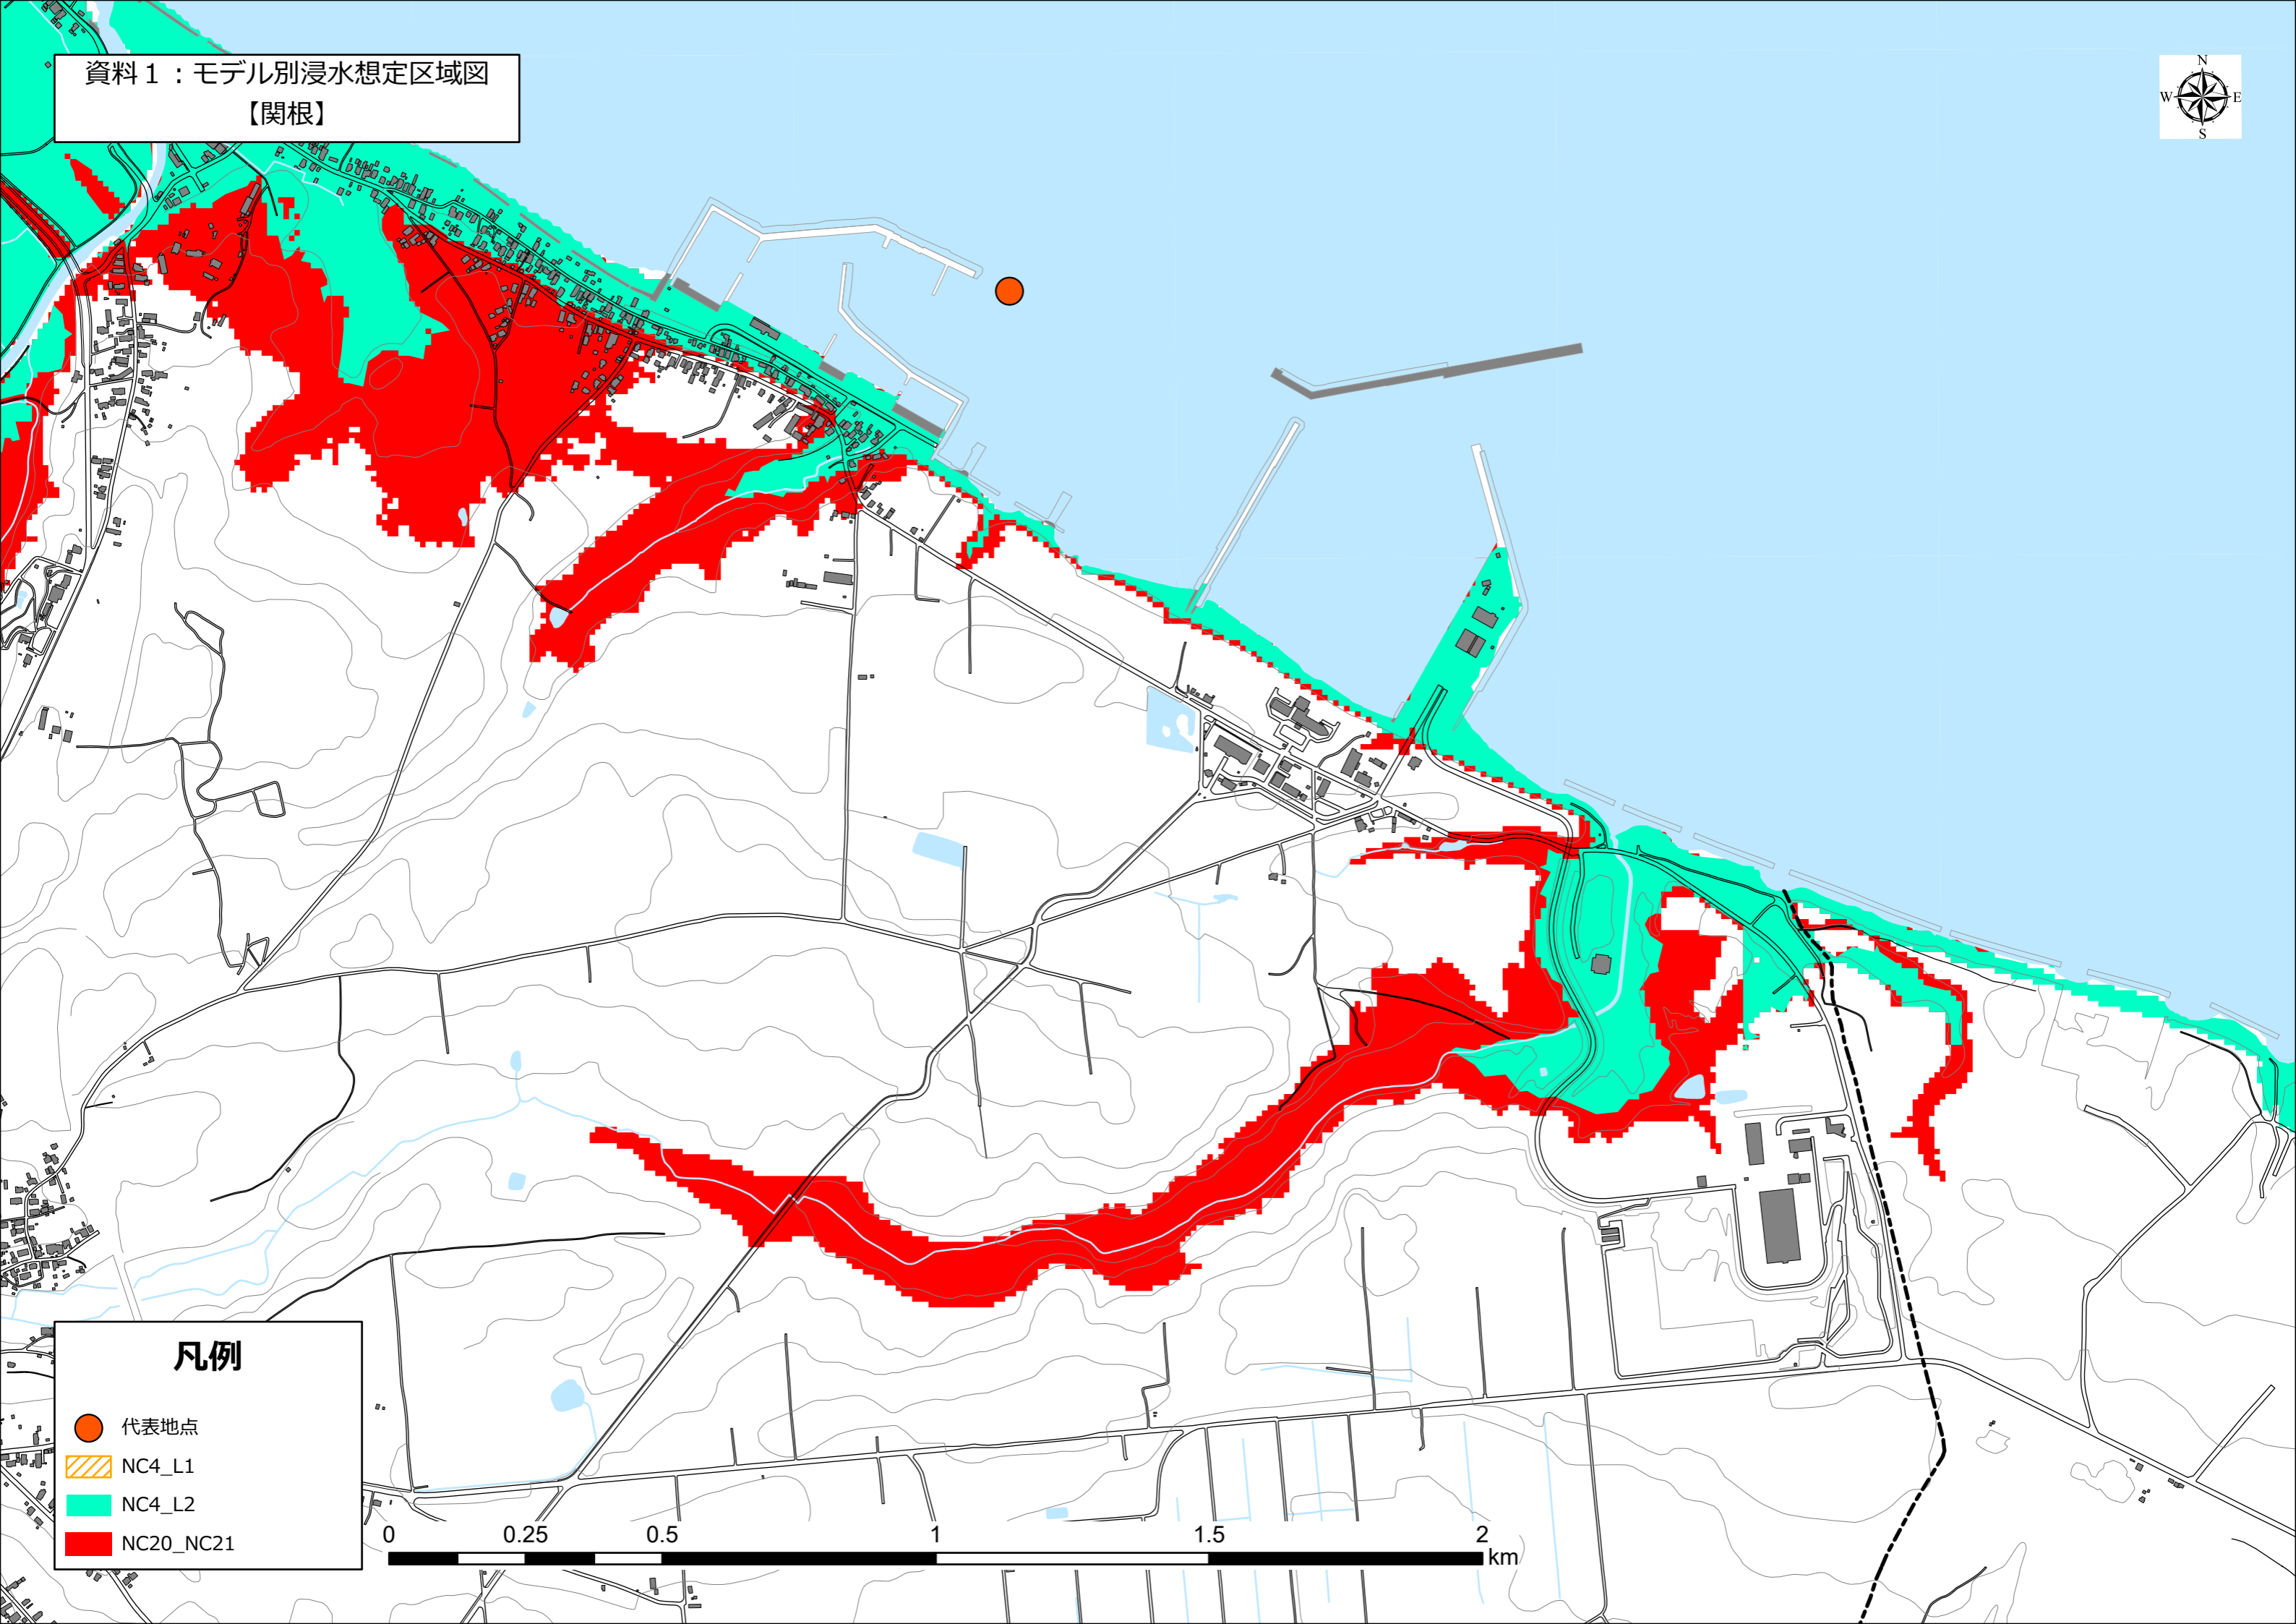 資料１：モデル別浸水想定区域図
【関根】
N
W E
S
凡例
代表地点
NC4_L1
NC4_L2
NC20_NC21
0 0.25 0.5 1 1.5 2
km